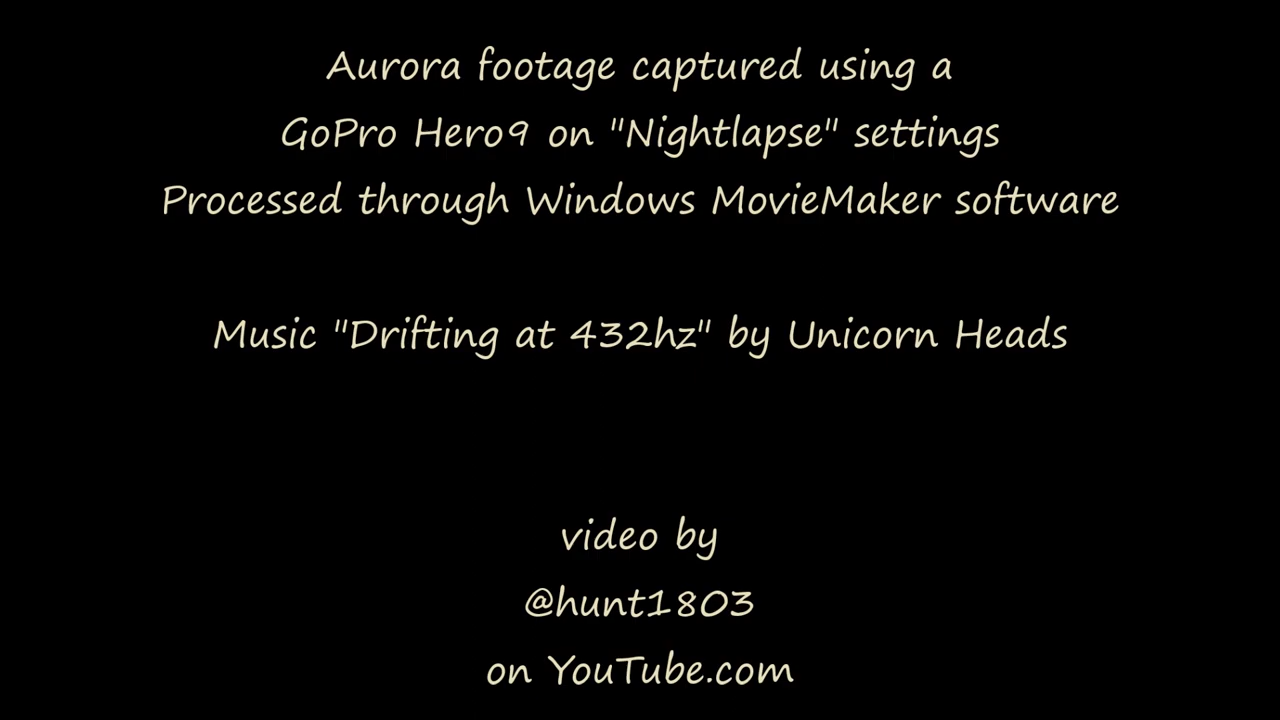 Aurora footage captured using a
GoPro Hero9 on "Nightlapse" settings
Processed through Windows MovieMaker software
Music "Drifting at 432hz" by Unicorn Heads
video by
@hunt1803
on YouTube.com